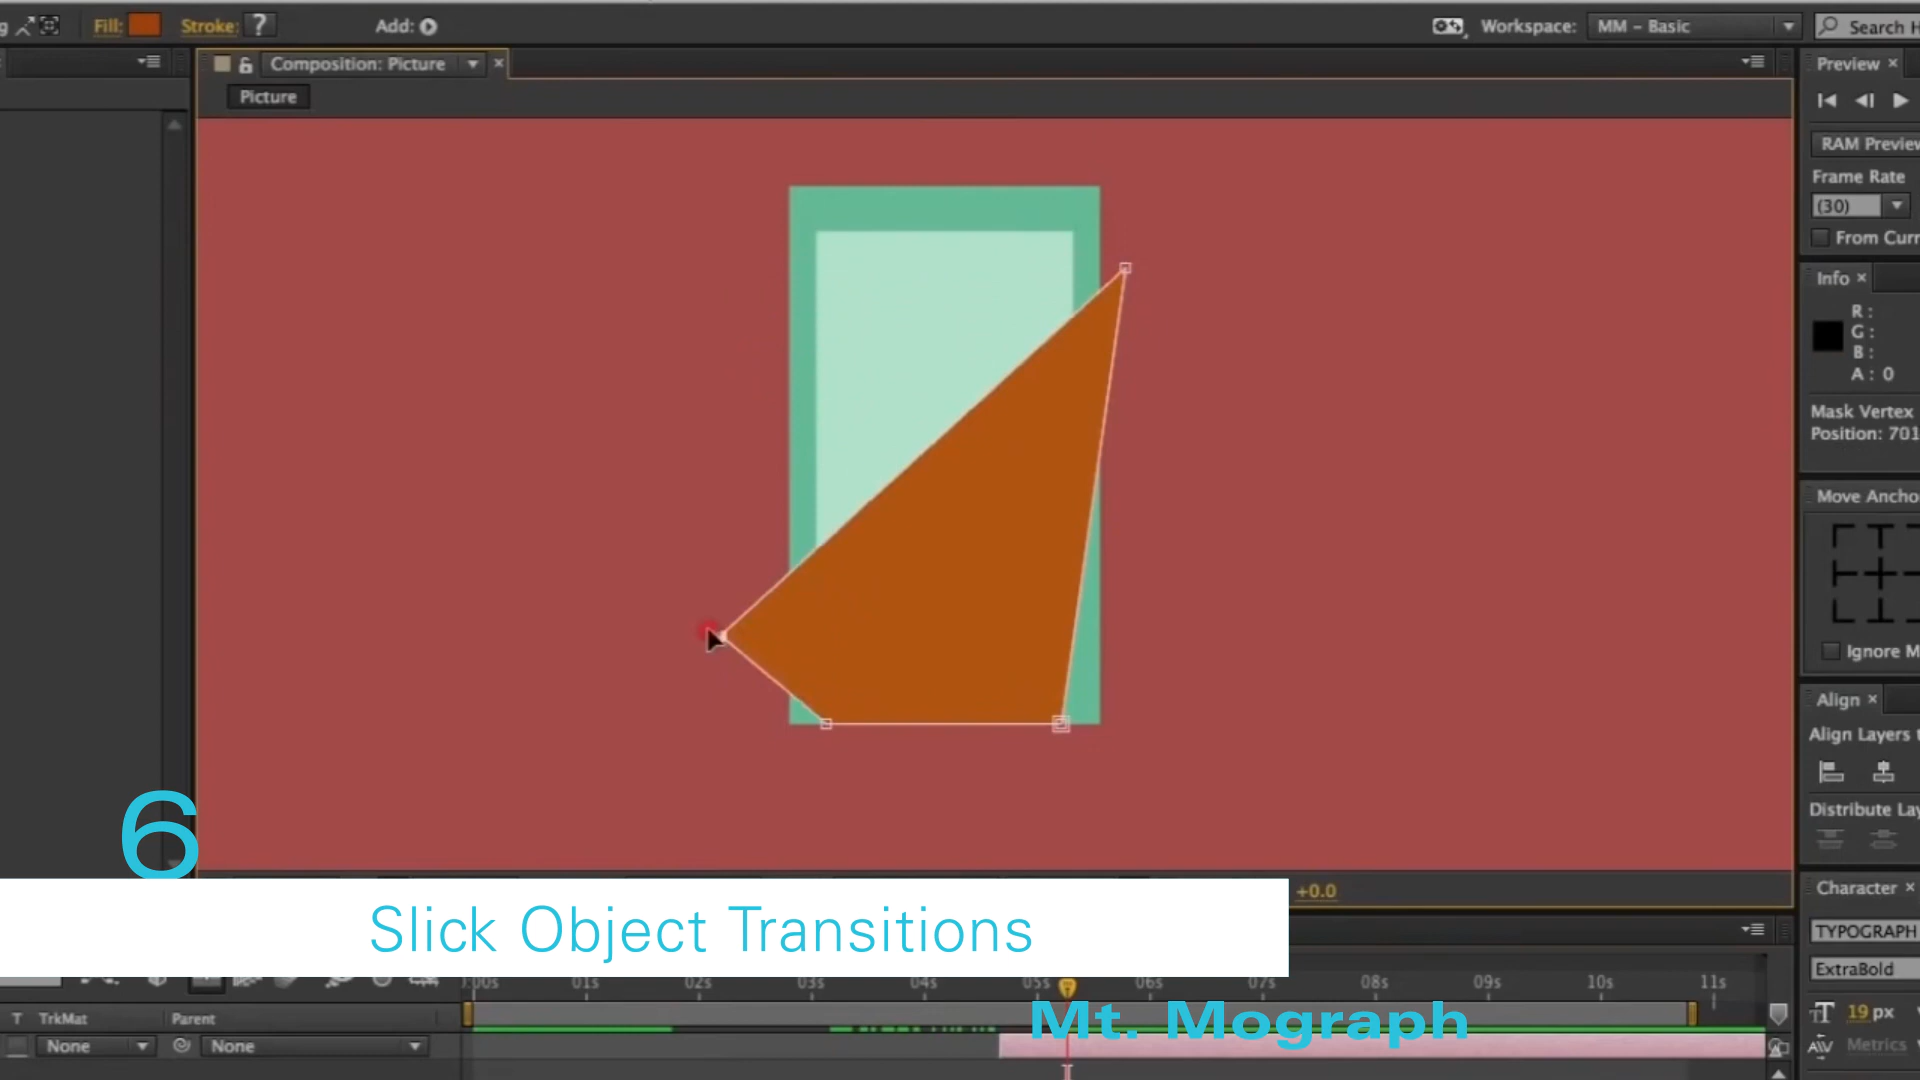 Fill:
Stroke:
?
Add:
Workspace:
MM – Basic
Search H
Composition: Picture
Preview
Picture
RAM Preview
Frame Rate
(30)
From Curr
Info
R :
G :
B :
A : 0
Mask Vertex
Position: 701
Move Ancho
Ignore M
Align
Align Layers t
Distribute Lay
6
Character
+0.0
Slick Object Transitions
TYPOGRAPH
ExtraBold
:00s 01s 02s 03s 04s 05s 06s 07s 08s 09s 10s 11s
T TrkMat Parent
Mt. Mograph
19 px
None None
Metrics